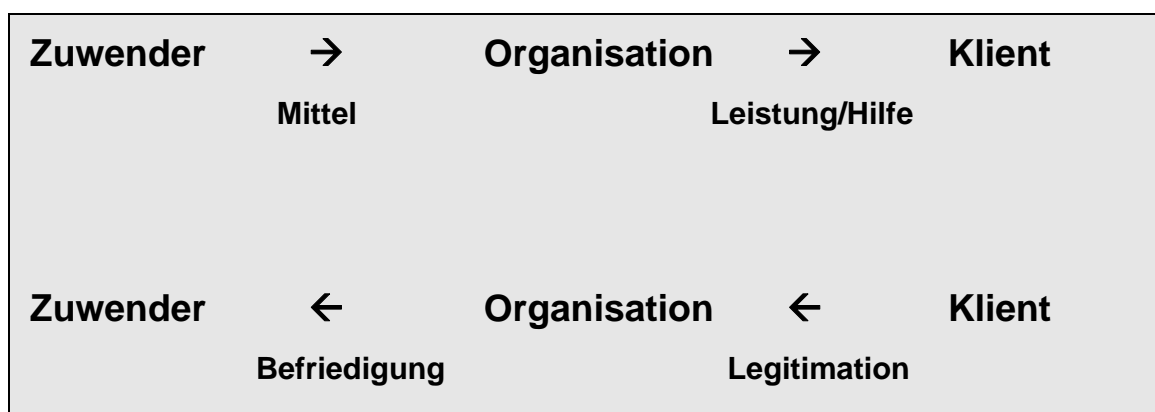 Zuwender → Organisation → Klient
Mittel Leistung/Hilfe
Zuwender ← Organisation ← Klient
Befriedigung Legitimation